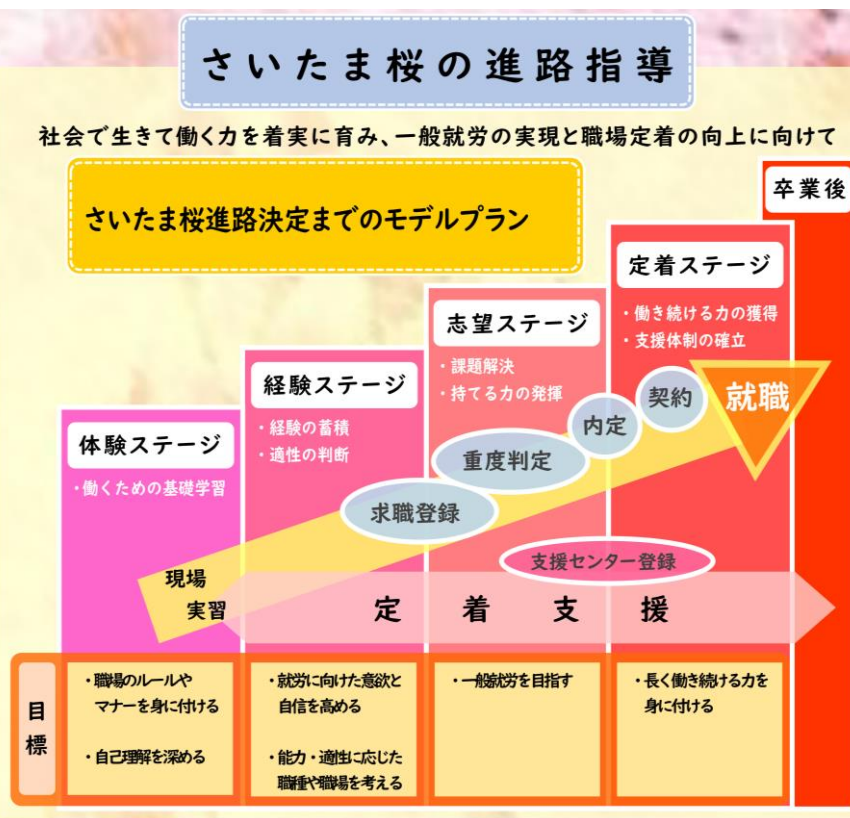 さいたま桜の進路指導
社会で生きて働く力を着実に育み、一般就労の実現と職場定着の向上に向けて
さいたま桜進路決定までのモデルプラン
卒業後
定着ステージ
・働き続ける力の獲得
・支援体制の確立
志望ステージ
・課題解決
・持てる力の発揮
経験ステージ
・経験の蓄積
・適性の判断
体験ステージ
・働くための基礎学習
就職
契約
内定
重度判定
求職登録
支援センター登録
現場
実習
定着支援
目標
・職場のルールや
マナーを身に付ける
・自己理解を深める
・就労に向けた意欲と
自信を高める
・能力・適性に応じた
職種や職場を考える
・一般就労を目指す
・長く働き続ける力を
身に付ける